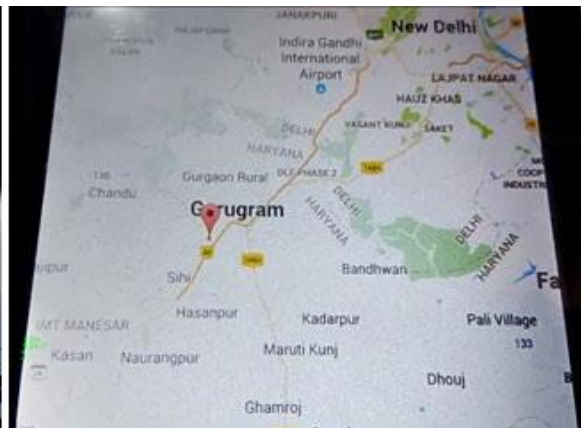 JANAKPURI
New Delhi
Indira Gandhi
International
Airport
LAJPAT NAGAR
HAUZ KHAS
DELHI
VASANT KUNJ
SAKET
HARYANA
Gurgaon Rural
DLF PHASE 2
Chandu
DELHI
HARYANA
Gurugram
DELHI
HARYANA
Bandhwari
Sihi
Hasanpur
Kadarpur
Pali Village
133
IMT MANESAR
Kasan
Naurangpur
Maruti Kunj
Dhouj
Ghamroj